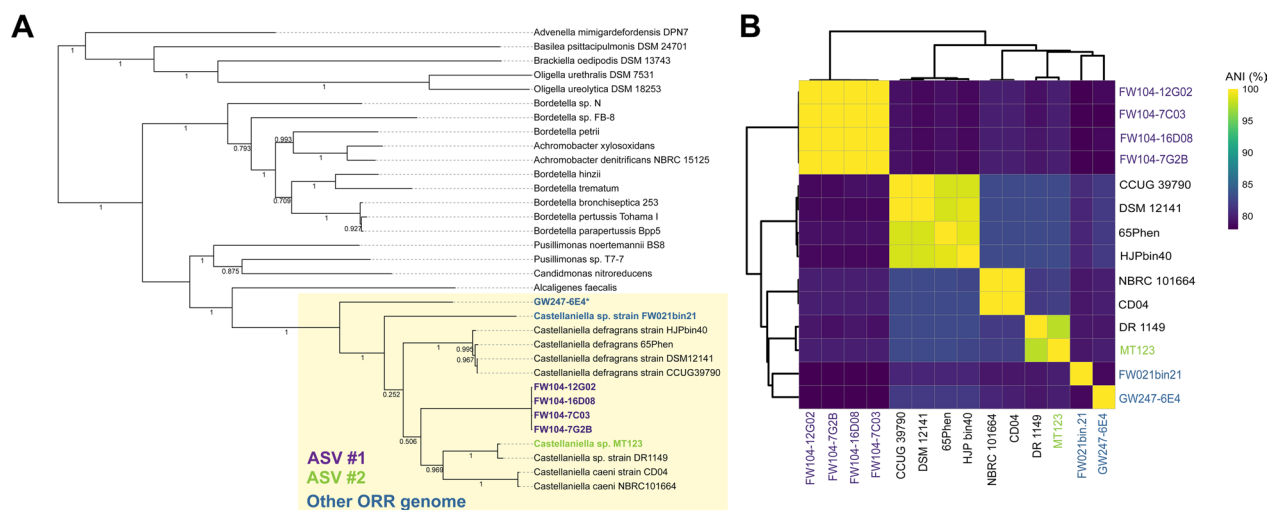 A
Advenella mimigardefordensis DPN7
Basilea psittacipulmonis DSM 24701
Brackiella oedipodis DSM 13743
Oligella urethralis DSM 7531
Oligella ureolytica DSM 18253
Bordetella sp. N
Bordetella sp. FB-8
Bordetella petrii
Achromobacter xylosoxidans
Achromobacter denitrificans NBRC 15125
Bordetella hinzii
Bordetella trematum
Bordetella bronchiseptica 253
Bordetella pertussis Tohama I
Bordetella parapertussis Bpp5
Pusillimonas noertemannii BS8
Pusillimonas sp. T7-7
Candidmonas nitroreducens
Alcaligenes faecalis
GW247-6E4*
Castellaniella sp. strain FW021bin21
Castellaniella defragrans strain HJPbin40
Castellaniella defragrans 65Phen
Castellaniella defragrans strain DSM12141
Castellaniella defragrans strain CCUG39790
FW104-12G02
FW104-16D08
FW104-7C03
FW104-7G2B
Castellaniella sp. MT123
Castellaniella sp. strain DR1149
Castellaniella caeni strain CD04
Castellaniella caeni NBRC101664
1
1
1
1
1
0.793
0.993
1
1
0.709
1
0.927
1
1
0.875
1
1
1
0.995
0.967
0.252
0.506
1
0.969
1
ASV #1
ASV #2
Other ORR genome
B
FW104-12G02
FW104-7C03
FW104-16D08
FW104-7G2B
CCUG 39790
DSM 12141
65Phen
HJPbin40
NBRC 101664
CD04
DR 1149
MT123
FW021bin21
GW247-6E4
FW104-12G02
FW104-7G2B
FW104-16D08
FW104-7C03
CCUG 39790
DSM 12141
65Phen
HJP bin40
NBRC 101664
CD04
DR 1149
MT123
FW021bin.21
GW247-6E4
ANI (%)
100
95
90
85
80